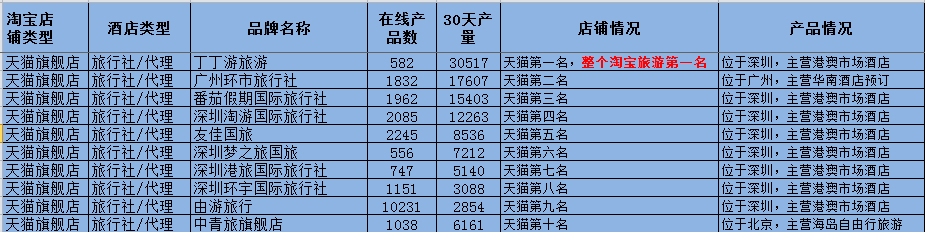 淘宝店铺类型 酒店类型 品牌名称 在线产品数 30天产量 店铺情况 产品情况
天猫旗舰店 旅行社/代理 丁丁游旅游 582 30517 天猫第一名，整个淘宝旅游第一名 位于深圳，主营港澳市场酒店
天猫旗舰店 旅行社/代理 广州环市旅行社 1832 17607 天猫第二名 位于广州，主营华南酒店预订
天猫旗舰店 旅行社/代理 番茄假期国际旅行社 1962 15403 天猫第三名 位于深圳，主营港澳市场酒店
天猫旗舰店 旅行社/代理 深圳淘游国际旅行社 2085 12263 天猫第四名 位于深圳，主营港澳市场酒店
天猫旗舰店 旅行社/代理 友佳国旅 2245 8536 天猫第五名 位于深圳，主营港澳市场酒店
天猫旗舰店 旅行社/代理 深圳梦之旅国旅 556 7212 天猫第六名 位于深圳，主营港澳市场酒店
天猫旗舰店 旅行社/代理 深圳港旅国际旅行社 747 5140 天猫第七名 位于深圳，主营港澳市场酒店
天猫旗舰店 旅行社/代理 深圳环宇国际旅行社 1151 3088 天猫第八名 位于深圳，主营港澳市场酒店
天猫旗舰店 旅行社/代理 由游旅行 10231 2854 天猫第九名 位于深圳，主营港澳市场酒店
天猫旗舰店 旅行社/代理 中青旅旗舰店 1038 6161 天猫第十名 位于北京，主营海岛自由行旅游